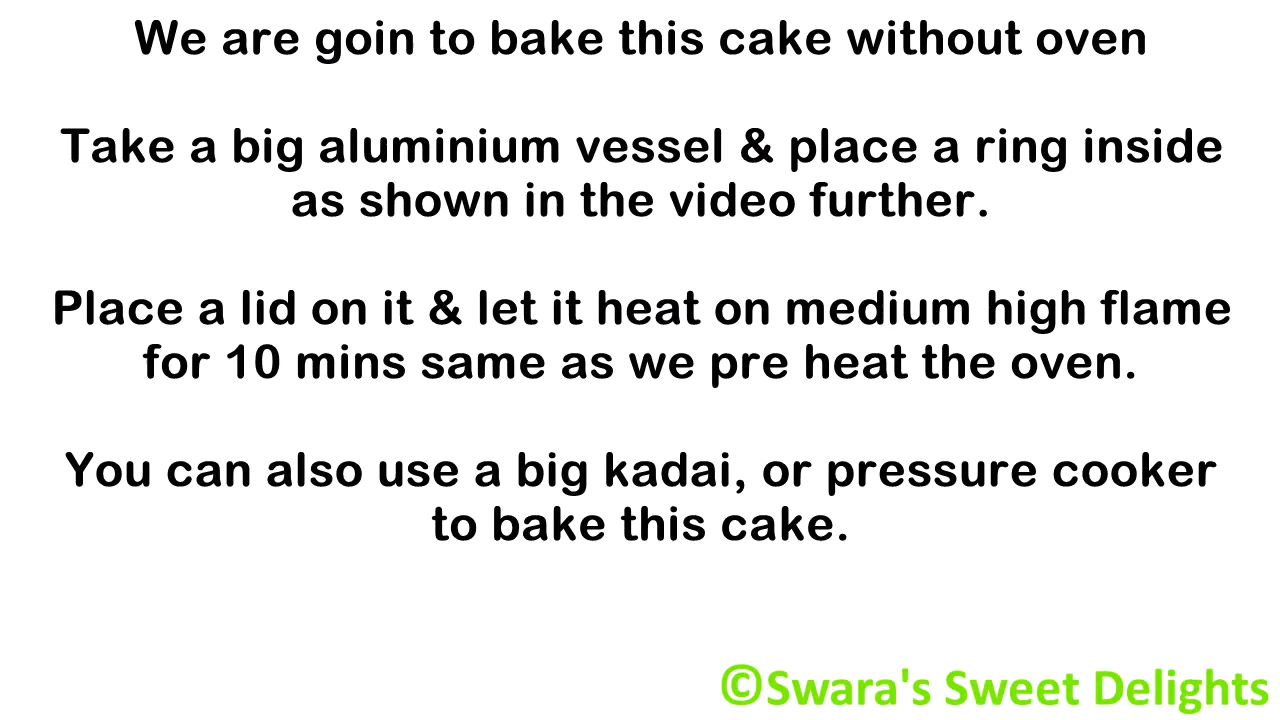 We are goin to bake this cake without oven
Take a big aluminium vessel & place a ring inside
as shown in the video further.
Place a lid on it & let it heat on medium high flame
for 10 mins same as we pre heat the oven.
You can also use a big kadai, or pressure cooker
to bake this cake.
©Swara's Sweet Delights